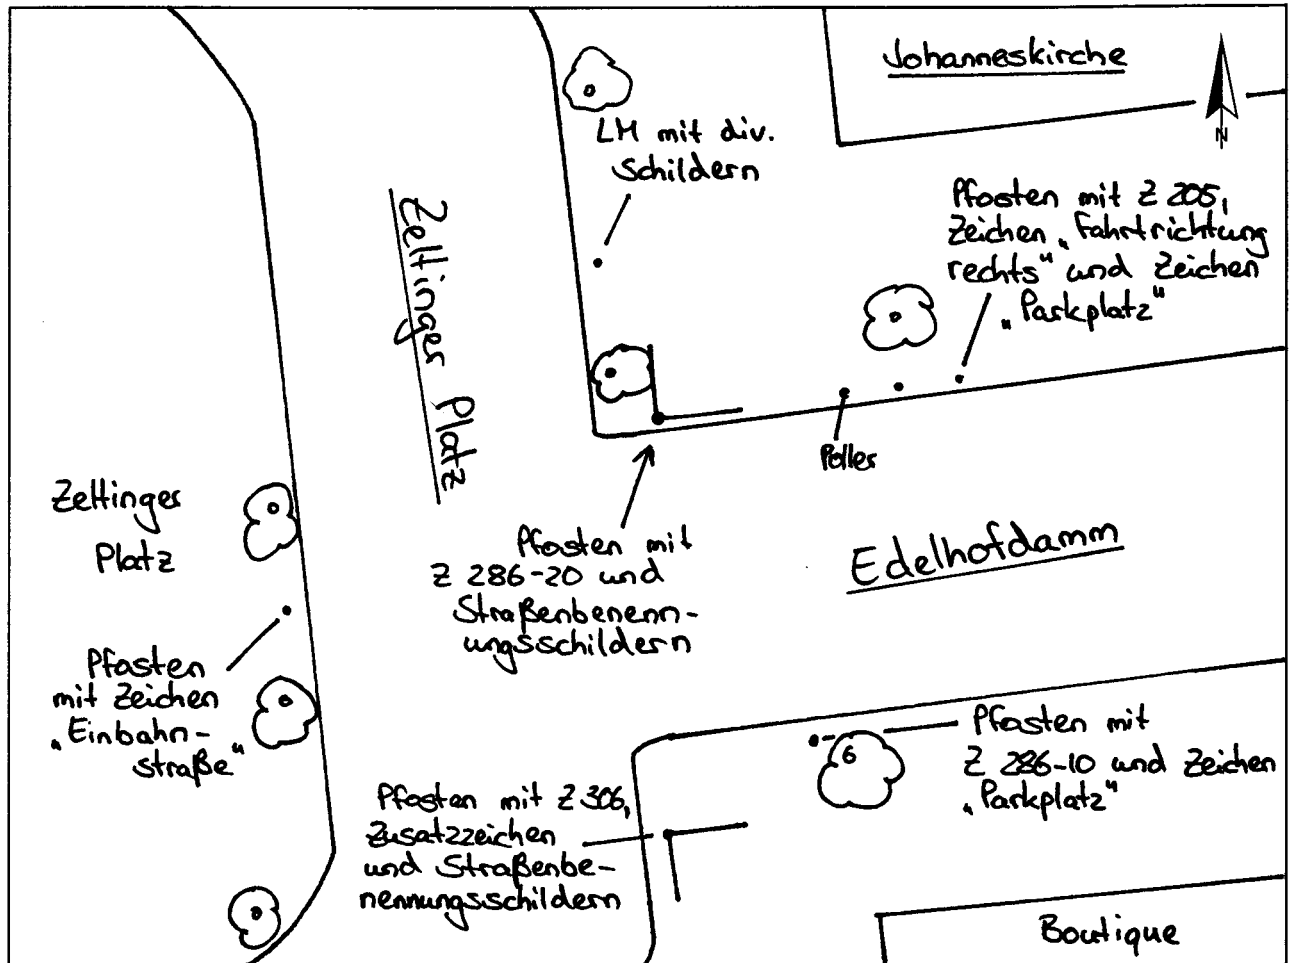 Johanneskirche
N
LM mit div.
Schildern
Pfosten mit Z 205,
Zeichen „Fahrtrichtung
rechts“ und Zeichen
„Parkplatz“
Zeltinger Platz
Poller
Zeltinger
Platz
Pfosten mit
Z 286-20 und
Straßenbenenn-
ungsschildern
Edelhofdamm
Pfosten
mit Zeichen
„Einbahn-
straße“
Pfosten mit
Z 286-10 und Zeichen
„Parkplatz“
6
Pfosten mit Z 306,
Zusatzzeichen
und Straßenbe-
nennungsschildern
Boutique